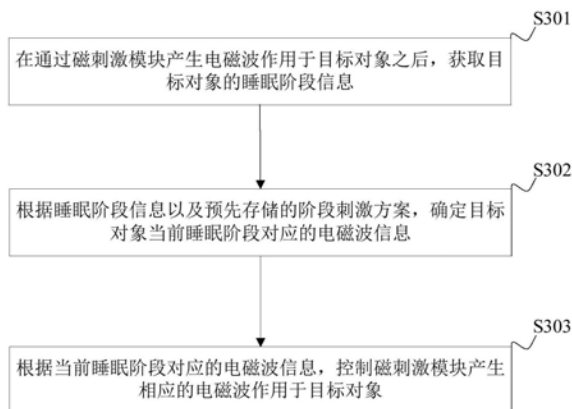 S301
在通过磁刺激模块产生电磁波作用于目标对象之后，获取目
标对象的睡眠阶段信息
S302
根据睡眠阶段信息以及预先存储的阶段刺激方案，确定目标
对象当前睡眠阶段对应的电磁波信息
S303
根据当前睡眠阶段对应的电磁波信息，控制磁刺激模块产生
相应的电磁波作用于目标对象